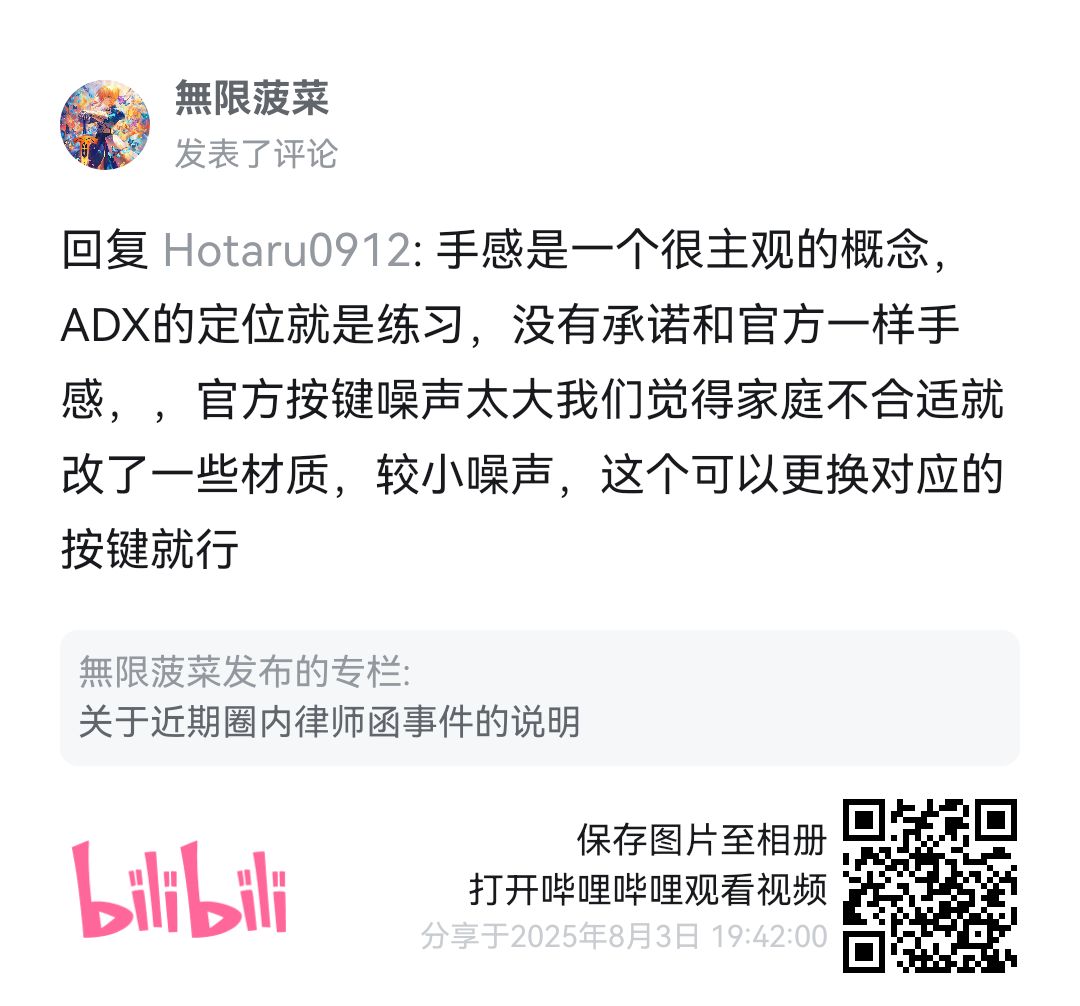 無限菠菜
发表了评论
回复 Hotaru0912: 手感是一个很主观的概念，
ADX的定位就是练习，没有承诺和官方一样手
感，，官方按键噪声太大我们觉得家庭不合适就
改了一些材质，较小噪声，这个可以更换对应的
按键就行
無限菠菜发布的专栏:
关于近期圈内律师函事件的说明
bilibili
保存图片至相册
打开哔哩哔哩观看视频
分享于2025年8月3日 19:42:00